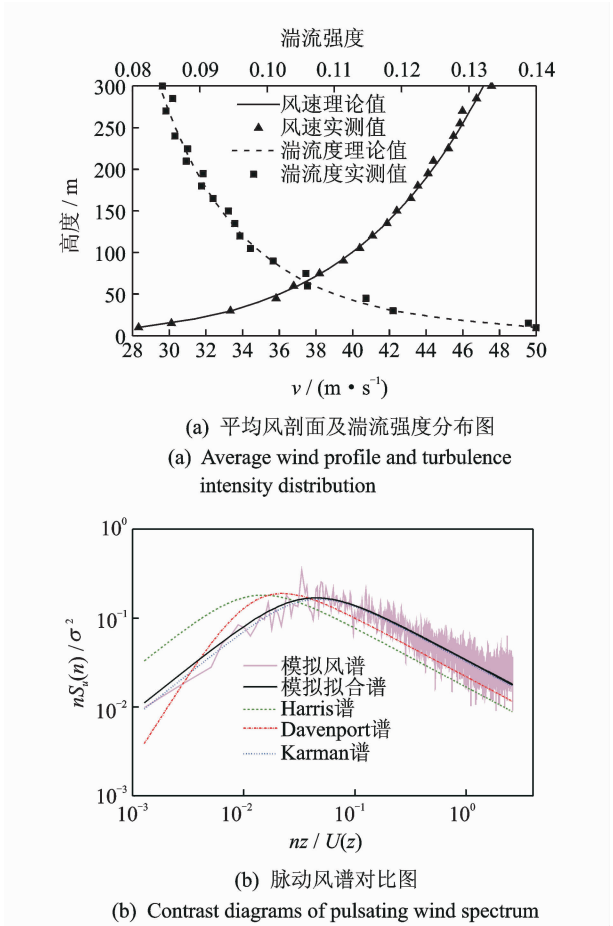 湍流强度
0.08 0.09 0.10 0.11 0.12 0.13 0.14
300
250
200
150
100
50
0
高度 / m
风速理论值
风速实测值
湍流度理论值
湍流度实测值
28 30 32 34 36 38 40 42 44 46 48 50
v / (m · s⁻¹)
(a) 平均风剖面及湍流强度分布图
(a) Average wind profile and turbulence
intensity distribution
10⁰
10⁻¹
10⁻²
10⁻³
nSᵤ(n) / σ²
模拟风谱
模拟拟合谱
Harris谱
Davenport谱
Karman谱
10⁻³ 10⁻² 10⁻¹ 10⁰
nz / U(z)
(b) 脉动风谱对比图
(b) Contrast diagrams of pulsating wind spectrum